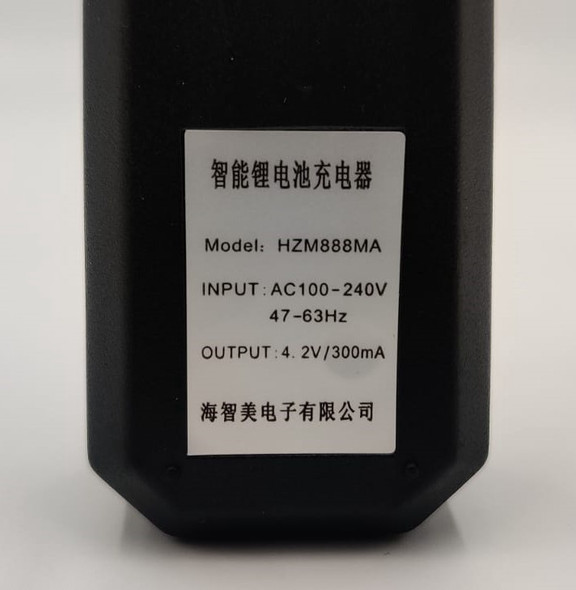 智能锂电池充电器
Model: HZM888MA
INPUT:AC100-240V
47-63Hz
OUTPUT:4.2V/300mA
海智美电子有限公司